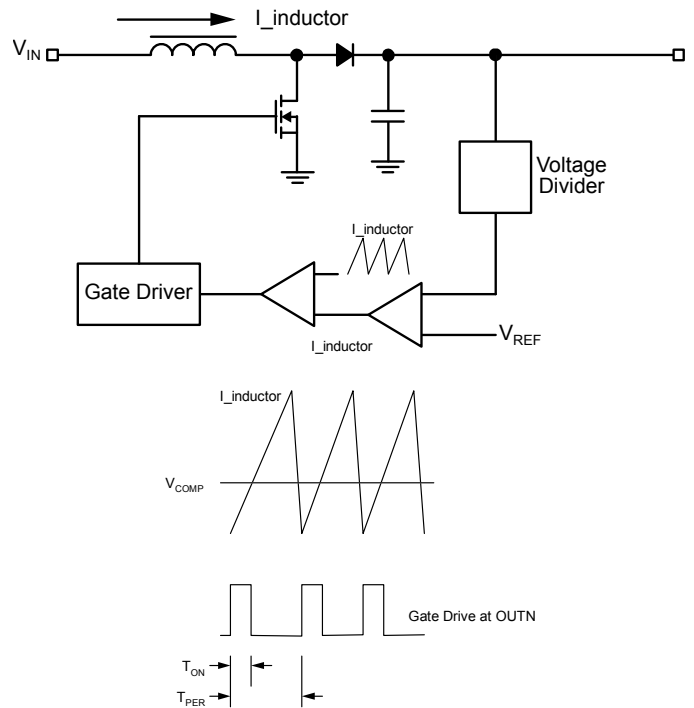 I_inductor
V_IN
Voltage
Divider
I_inductor
Gate Driver
V_REF
I_inductor
I_inductor
V_COMP
Gate Drive at OUTN
T_ON
T_PER